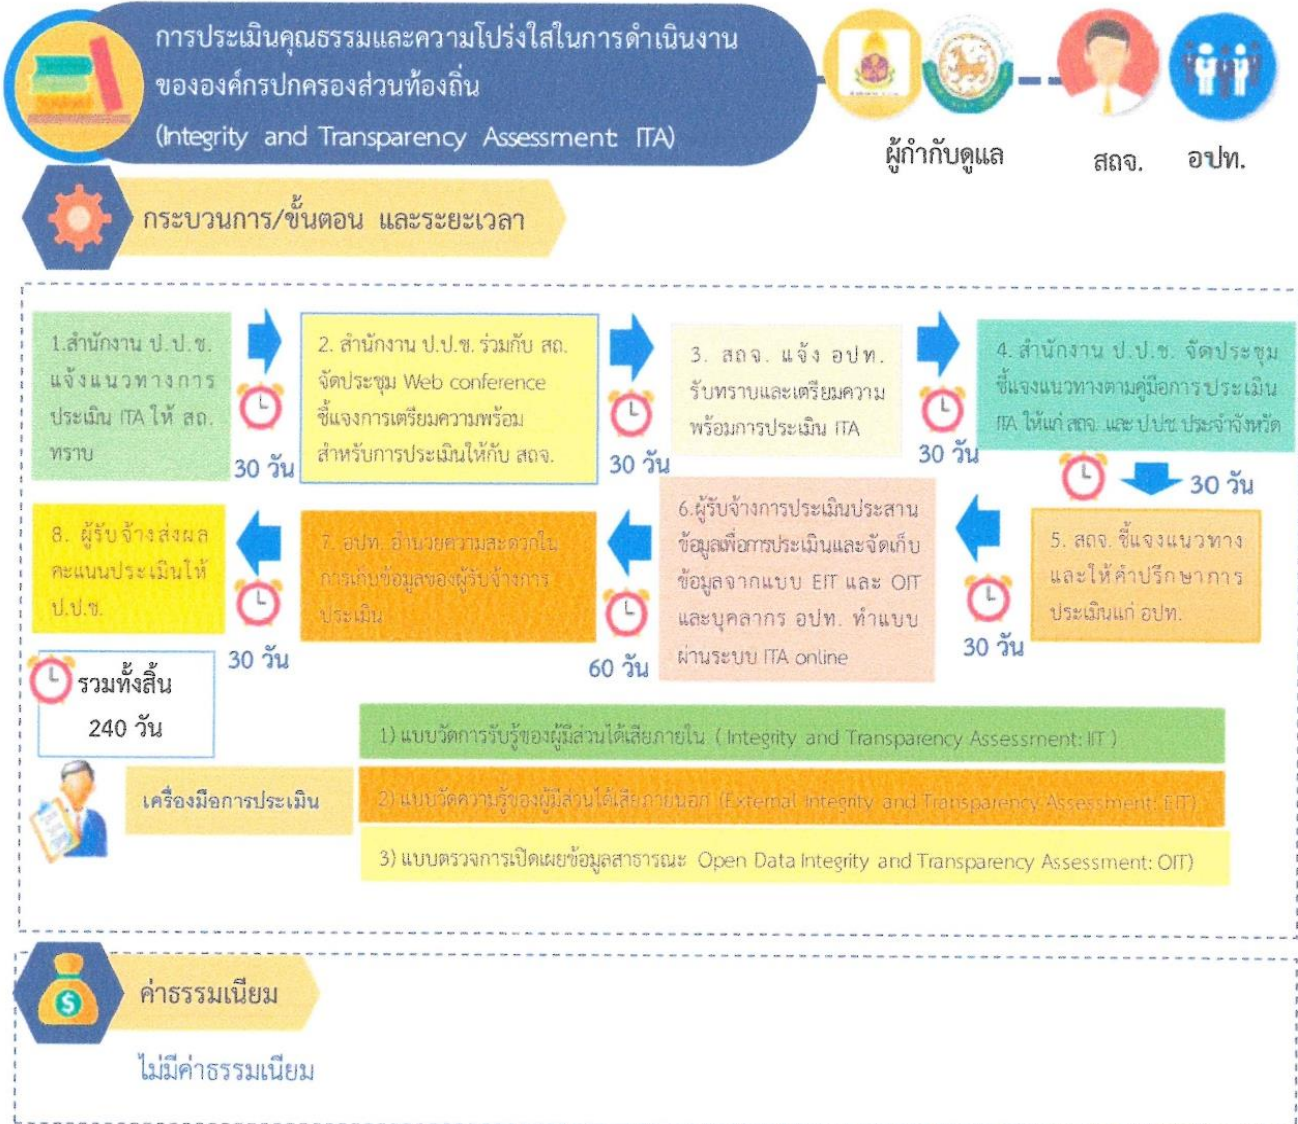 การประเมินคุณธรรมและความโปร่งใสในการดำเนินงาน
ขององค์กรปกครองส่วนท้องถิ่น
(Integrity and Transparency Assessment: ITA)
ผู้กำกับดูแล
สถจ.
อปท.
กระบวนการ/ขั้นตอน และระยะเวลา
1.สำนักงาน ป.ป.ช.
แจ้งแนวทางการ
ประเมิน ITA ให้ สถ.
ทราบ
30 วัน
2. สำนักงาน ป.ป.ช. ร่วมกับ สถ.
จัดประชุม Web conference
ชี้แจงการเตรียมความพร้อม
สำหรับการประเมินให้กับ สถจ.
30 วัน
3. สถจ. แจ้ง อปท.
รับทราบและเตรียมความ
พร้อมการประเมิน ITA
30 วัน
4. สำนักงาน ป.ป.ช. จัดประชุม
ชี้แจงแนวทางตามคู่มือการประเมิน
ITA ให้แก่ สถจ. และ ป.ป.ช. ประจำจังหวัด
30 วัน
5. สถจ. ชี้แจงแนวทาง
และให้คำปรึกษาการ
ประเมินแก่ อปท.
30 วัน
6.ผู้รับจ้างการประเมินประสาน
ข้อมูลเพื่อการประเมินและจัดเก็บ
ข้อมูลจากแบบ EIT และ OIT
และบุคลากร อปท. ทำแบบ
ผ่านระบบ ITA online
60 วัน
7. อปท. อำนวยความสะดวกใน
การเก็บข้อมูลของผู้รับจ้างการ
ประเมิน
30 วัน
8. ผู้รับจ้างส่งผล
คะแนนประเมินให้
ป.ป.ช.
รวมทั้งสิ้น
240 วัน
เครื่องมือการประเมิน
1) แบบวัดการรับรู้ของผู้มีส่วนได้เสียภายใน ( Integrity and Transparency Assessment: IIT )
2) แบบวัดความรู้ของผู้มีส่วนได้เสียภายนอก (External Integrity and Transparency Assessment: EIT)
3) แบบตรวจการเปิดเผยข้อมูลสาธารณะ Open Data Integrity and Transparency Assessment: OIT)
ค่าธรรมเนียม
ไม่มีค่าธรรมเนียม